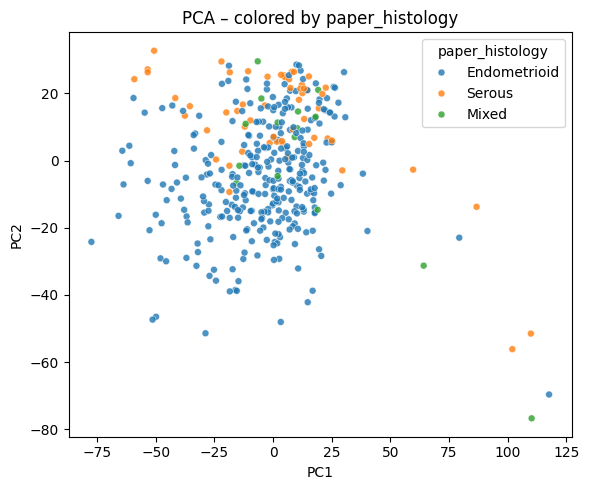 PCA – colored by paper_histology
paper_histology
Endometrioid
Serous
Mixed
PC2
20
0
−20
−40
−60
−80
−75
−50
−25
0
25
50
75
100
125
PC1